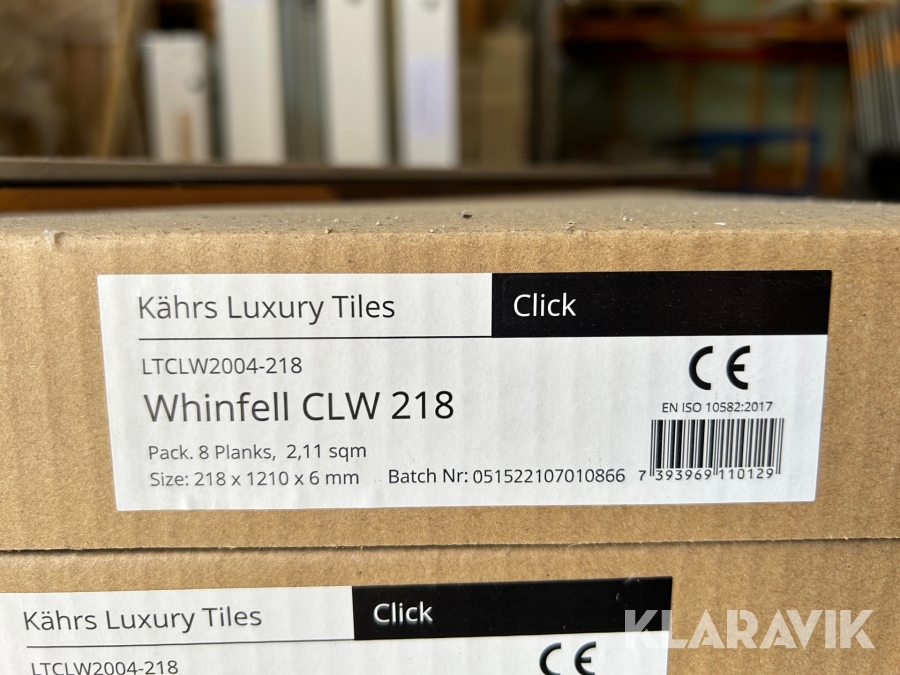 Kährs Luxury Tiles
Click
LTCLW2004-218
Whinfell CLW 218
Pack. 8 Planks, 2,11 sqm
Size: 218 x 1210 x 6 mm
Batch Nr: 051522107010866
CE
EN ISO 10582:2017
7 393969 110129
Kährs Luxury Tiles
Click
LTCLW2004-218
CE
KLARAVIK